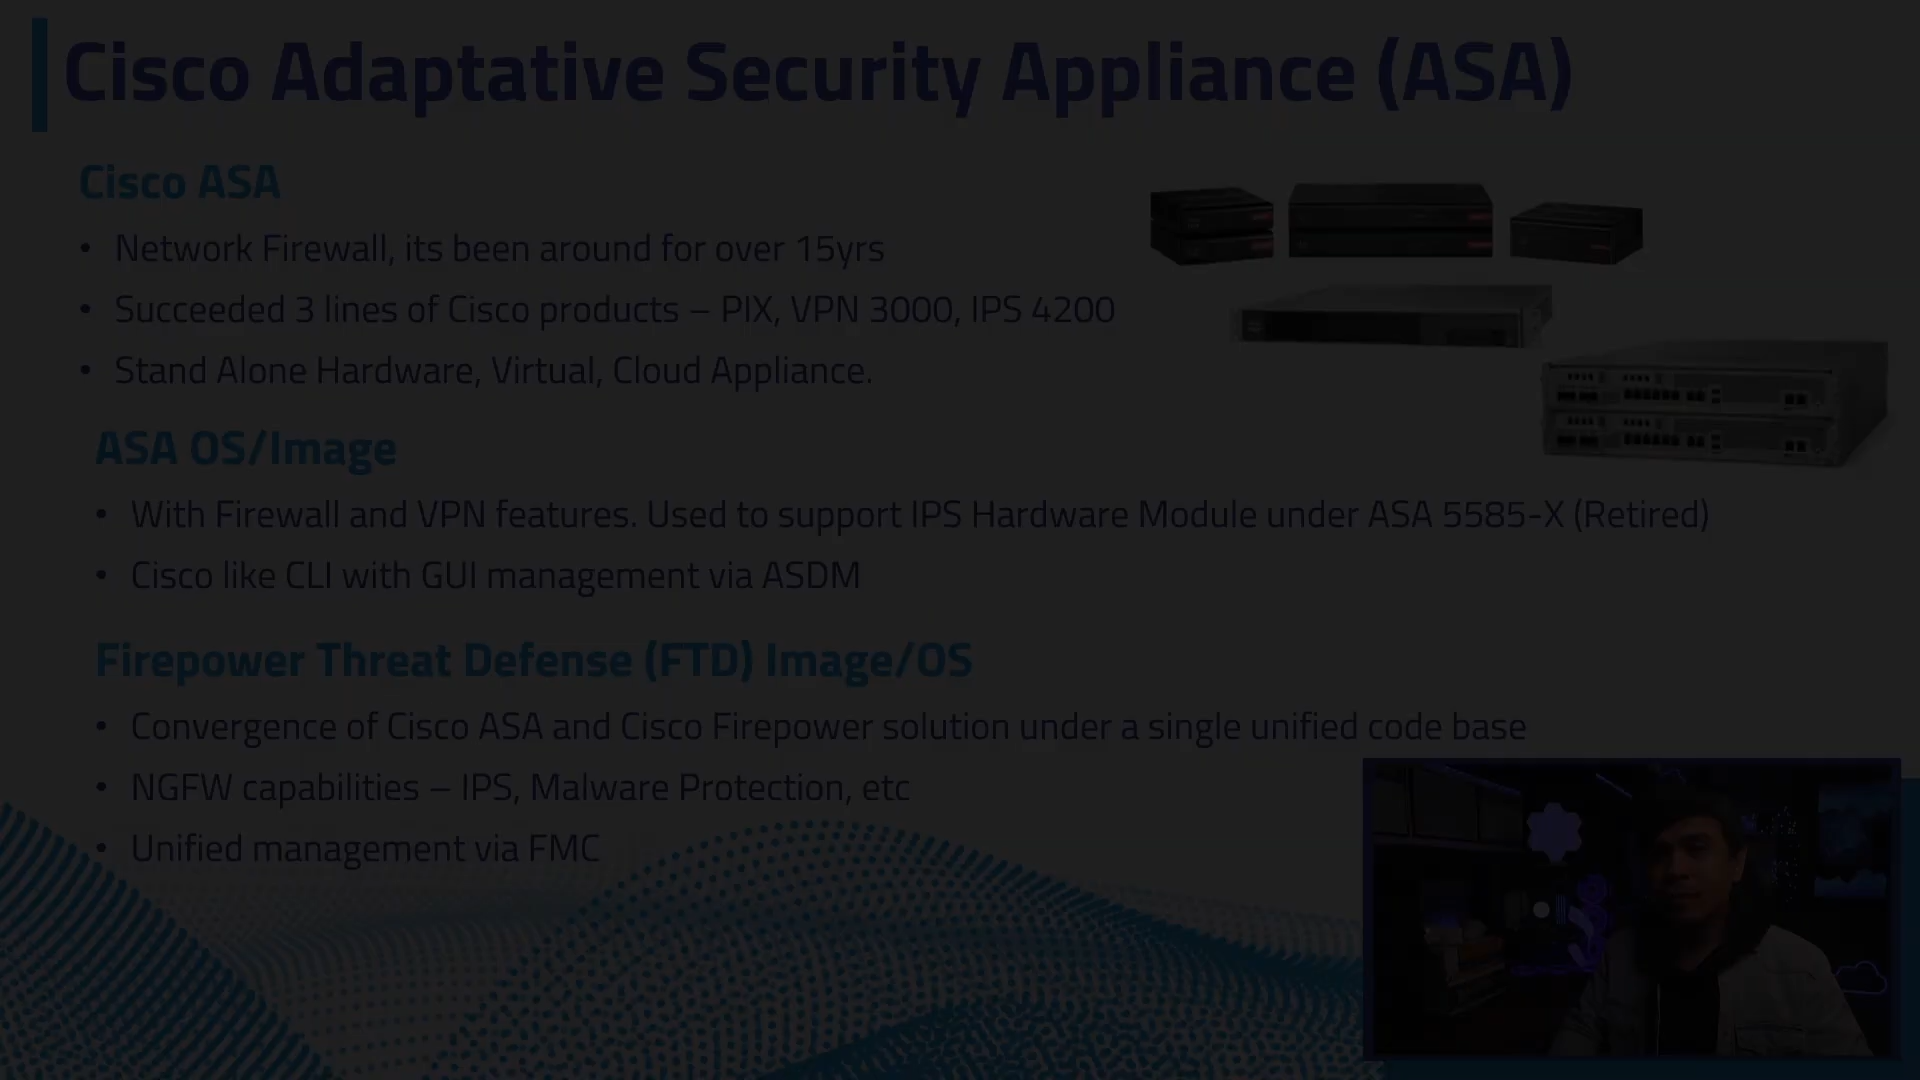 Cisco Adaptative Security Appliance (ASA)
Cisco ASA
• Network Firewall, its been around for over 15yrs
• Succeeded 3 lines of Cisco products – PIX, VPN 3000, IPS 4200
• Stand Alone Hardware, Virtual, Cloud Appliance.
ASA OS/Image
• With Firewall and VPN features. Used to support IPS Hardware Module under ASA 5585-X (Retired)
• Cisco like CLI with GUI management via ASDM
Firepower Threat Defense (FTD) Image/OS
• Convergence of Cisco ASA and Cisco Firepower solution under a single unified code base
• NGFW capabilities – IPS, Malware Protection, etc
• Unified management via FMC